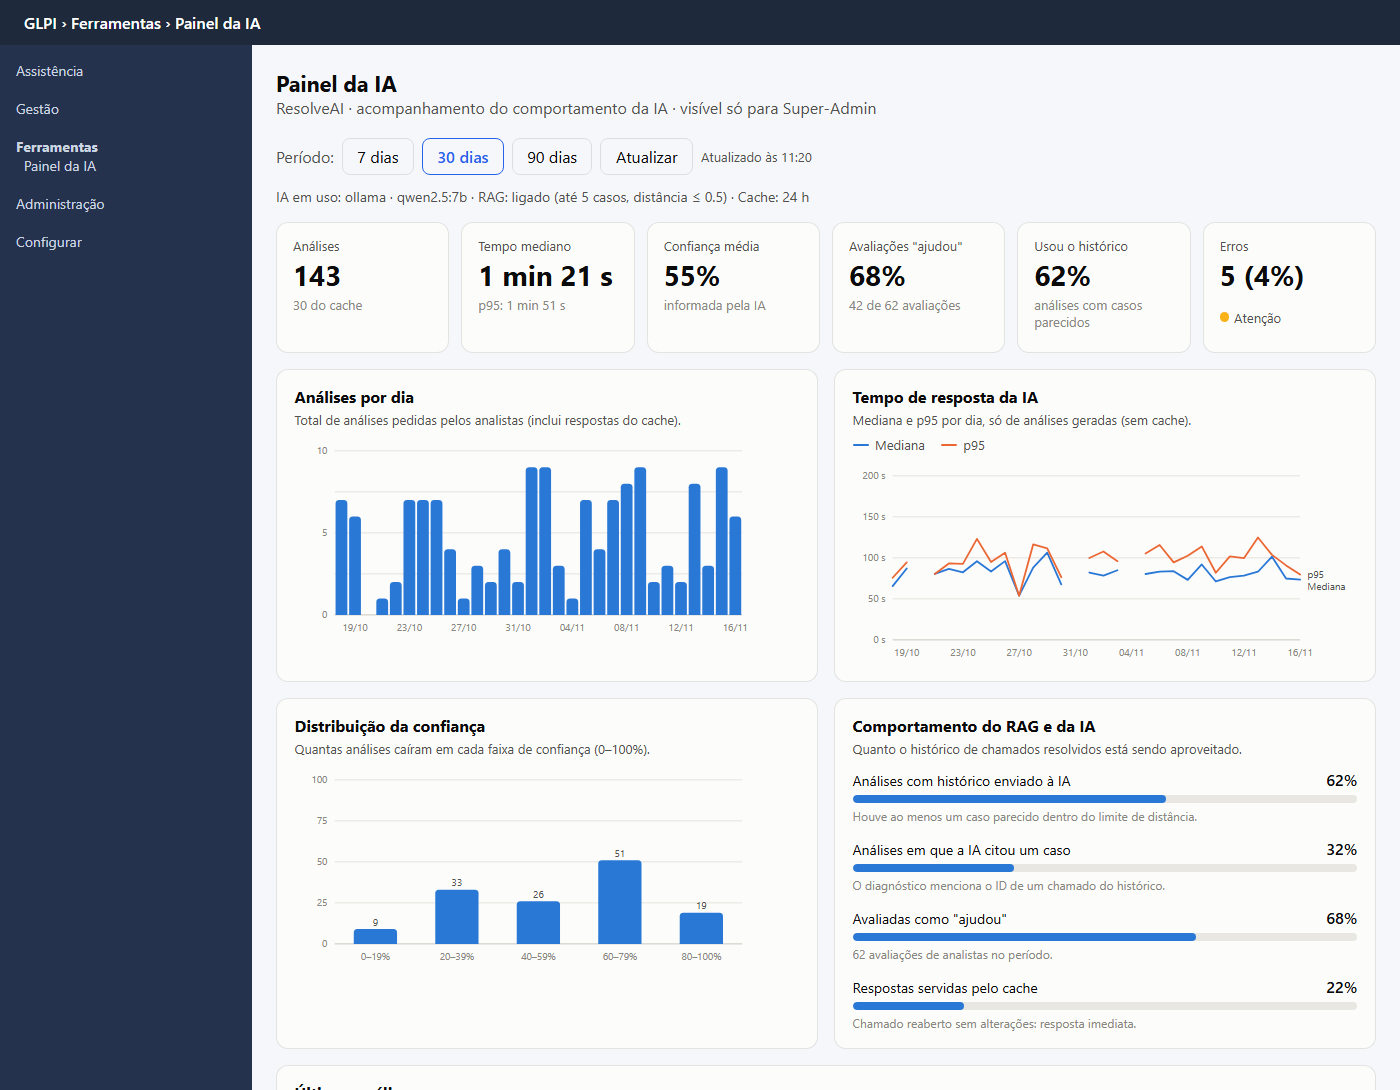 GLPI › Ferramentas › Painel da IA
Assistência
Gestão
Ferramentas
Painel da IA
Administração
Configurar
Painel da IA
ResolveAI · acompanhamento do comportamento da IA · visível só para Super-Admin
Período: 7 dias 30 dias 90 dias Atualizar Atualizado às 11:20
IA em uso: ollama · qwen2.5:7b · RAG: ligado (até 5 casos, distância ≤ 0.5) · Cache: 24 h
Análises
143
30 do cache
Tempo mediano
1 min 21 s
p95: 1 min 51 s
Confiança média
55%
informada pela IA
Avaliações "ajudou"
68%
42 de 62 avaliações
Usou o histórico
62%
análises com casos
parecidos
Erros
5 (4%)
Atenção
Análises por dia
Total de análises pedidas pelos analistas (inclui respostas do cache).
10
5
0
19/10 23/10 27/10 31/10 04/11 08/11 12/11 16/11
Tempo de resposta da IA
Mediana e p95 por dia, só de análises geradas (sem cache).
Mediana p95
200 s
150 s
100 s
50 s
0 s
p95
Mediana
19/10 23/10 27/10 31/10 04/11 08/11 12/11 16/11
Distribuição da confiança
Quantas análises caíram em cada faixa de confiança (0–100%).
100
75
50
25
0
9 33 26 51 19
0–19% 20–39% 40–59% 60–79% 80–100%
Comportamento do RAG e da IA
Quanto o histórico de chamados resolvidos está sendo aproveitado.
Análises com histórico enviado à IA 62%
Houve ao menos um caso parecido dentro do limite de distância.
Análises em que a IA citou um caso 32%
O diagnóstico menciona o ID de um chamado do histórico.
Avaliadas como "ajudou" 68%
62 avaliações de analistas no período.
Respostas servidas pelo cache 22%
Chamado reaberto sem alterações: resposta imediata.